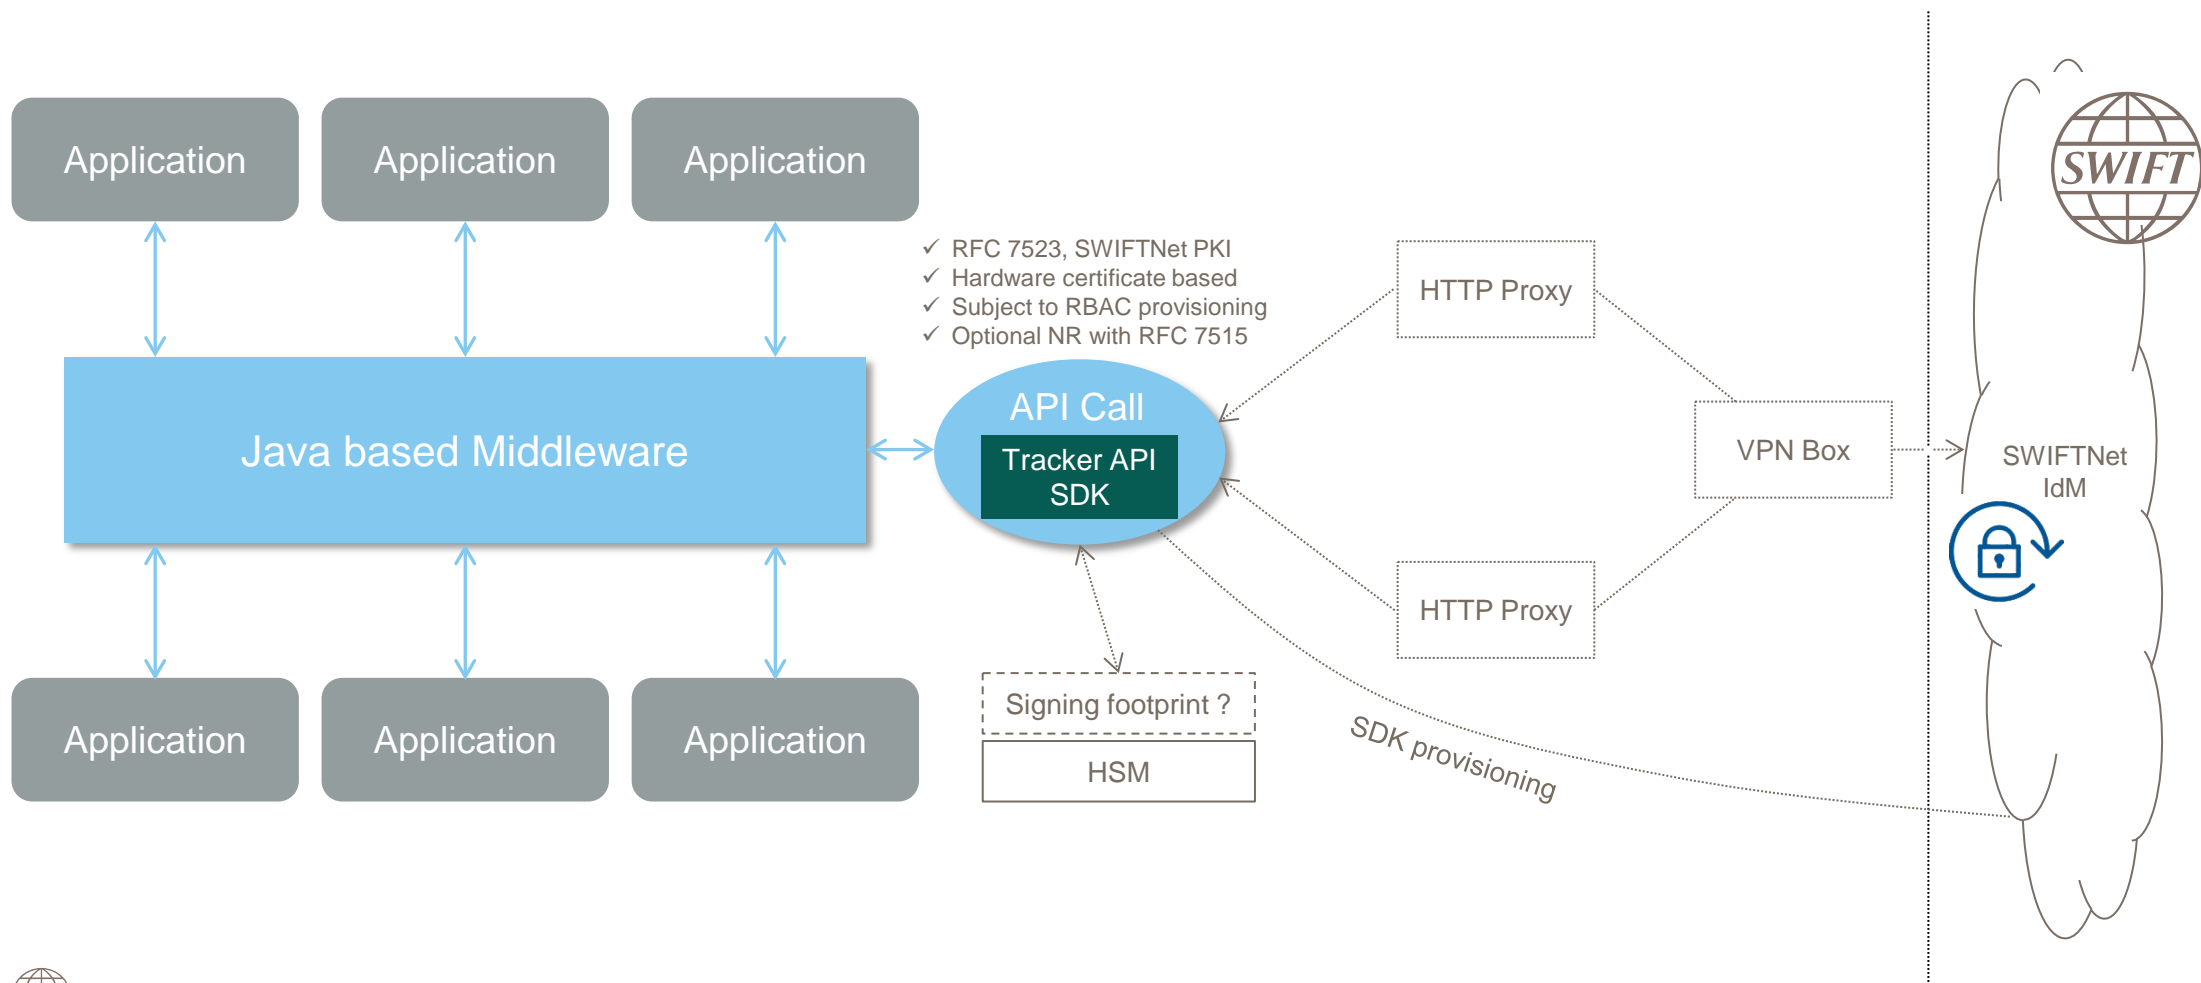 Application
Application
Application
SWIFT
RFC 7523, SWIFTNet PKI
Hardware certificate based
Subject to RBAC provisioning
Optional NR with RFC 7515
HTTP Proxy
API Call
Tracker API
SDK
Java based Middleware
VPN Box
SWIFTNet
IdM
HTTP Proxy
Signing footprint ?
HSM
SDK provisioning
Application
Application
Application